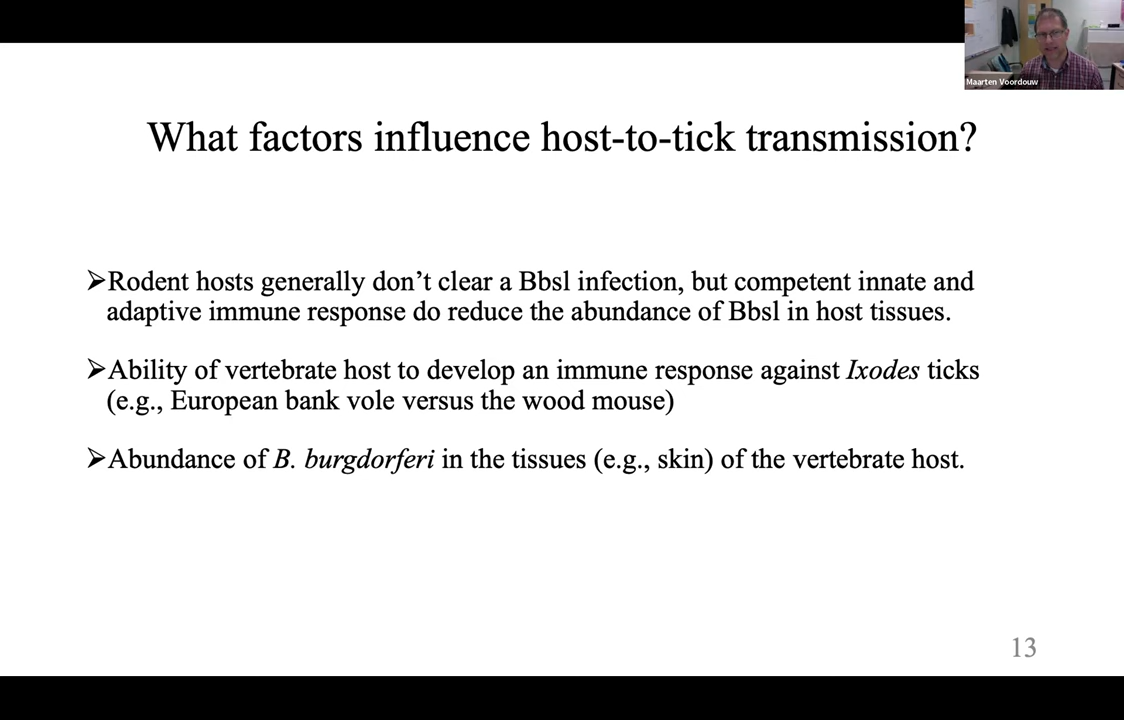 Maarten Voordouw
What factors influence host-to-tick transmission?
➢Rodent hosts generally don’t clear a Bbsl infection, but competent innate and
adaptive immune response do reduce the abundance of Bbsl in host tissues.
➢Ability of vertebrate host to develop an immune response against Ixodes ticks
(e.g., European bank vole versus the wood mouse)
➢Abundance of B. burgdorferi in the tissues (e.g., skin) of the vertebrate host.
13